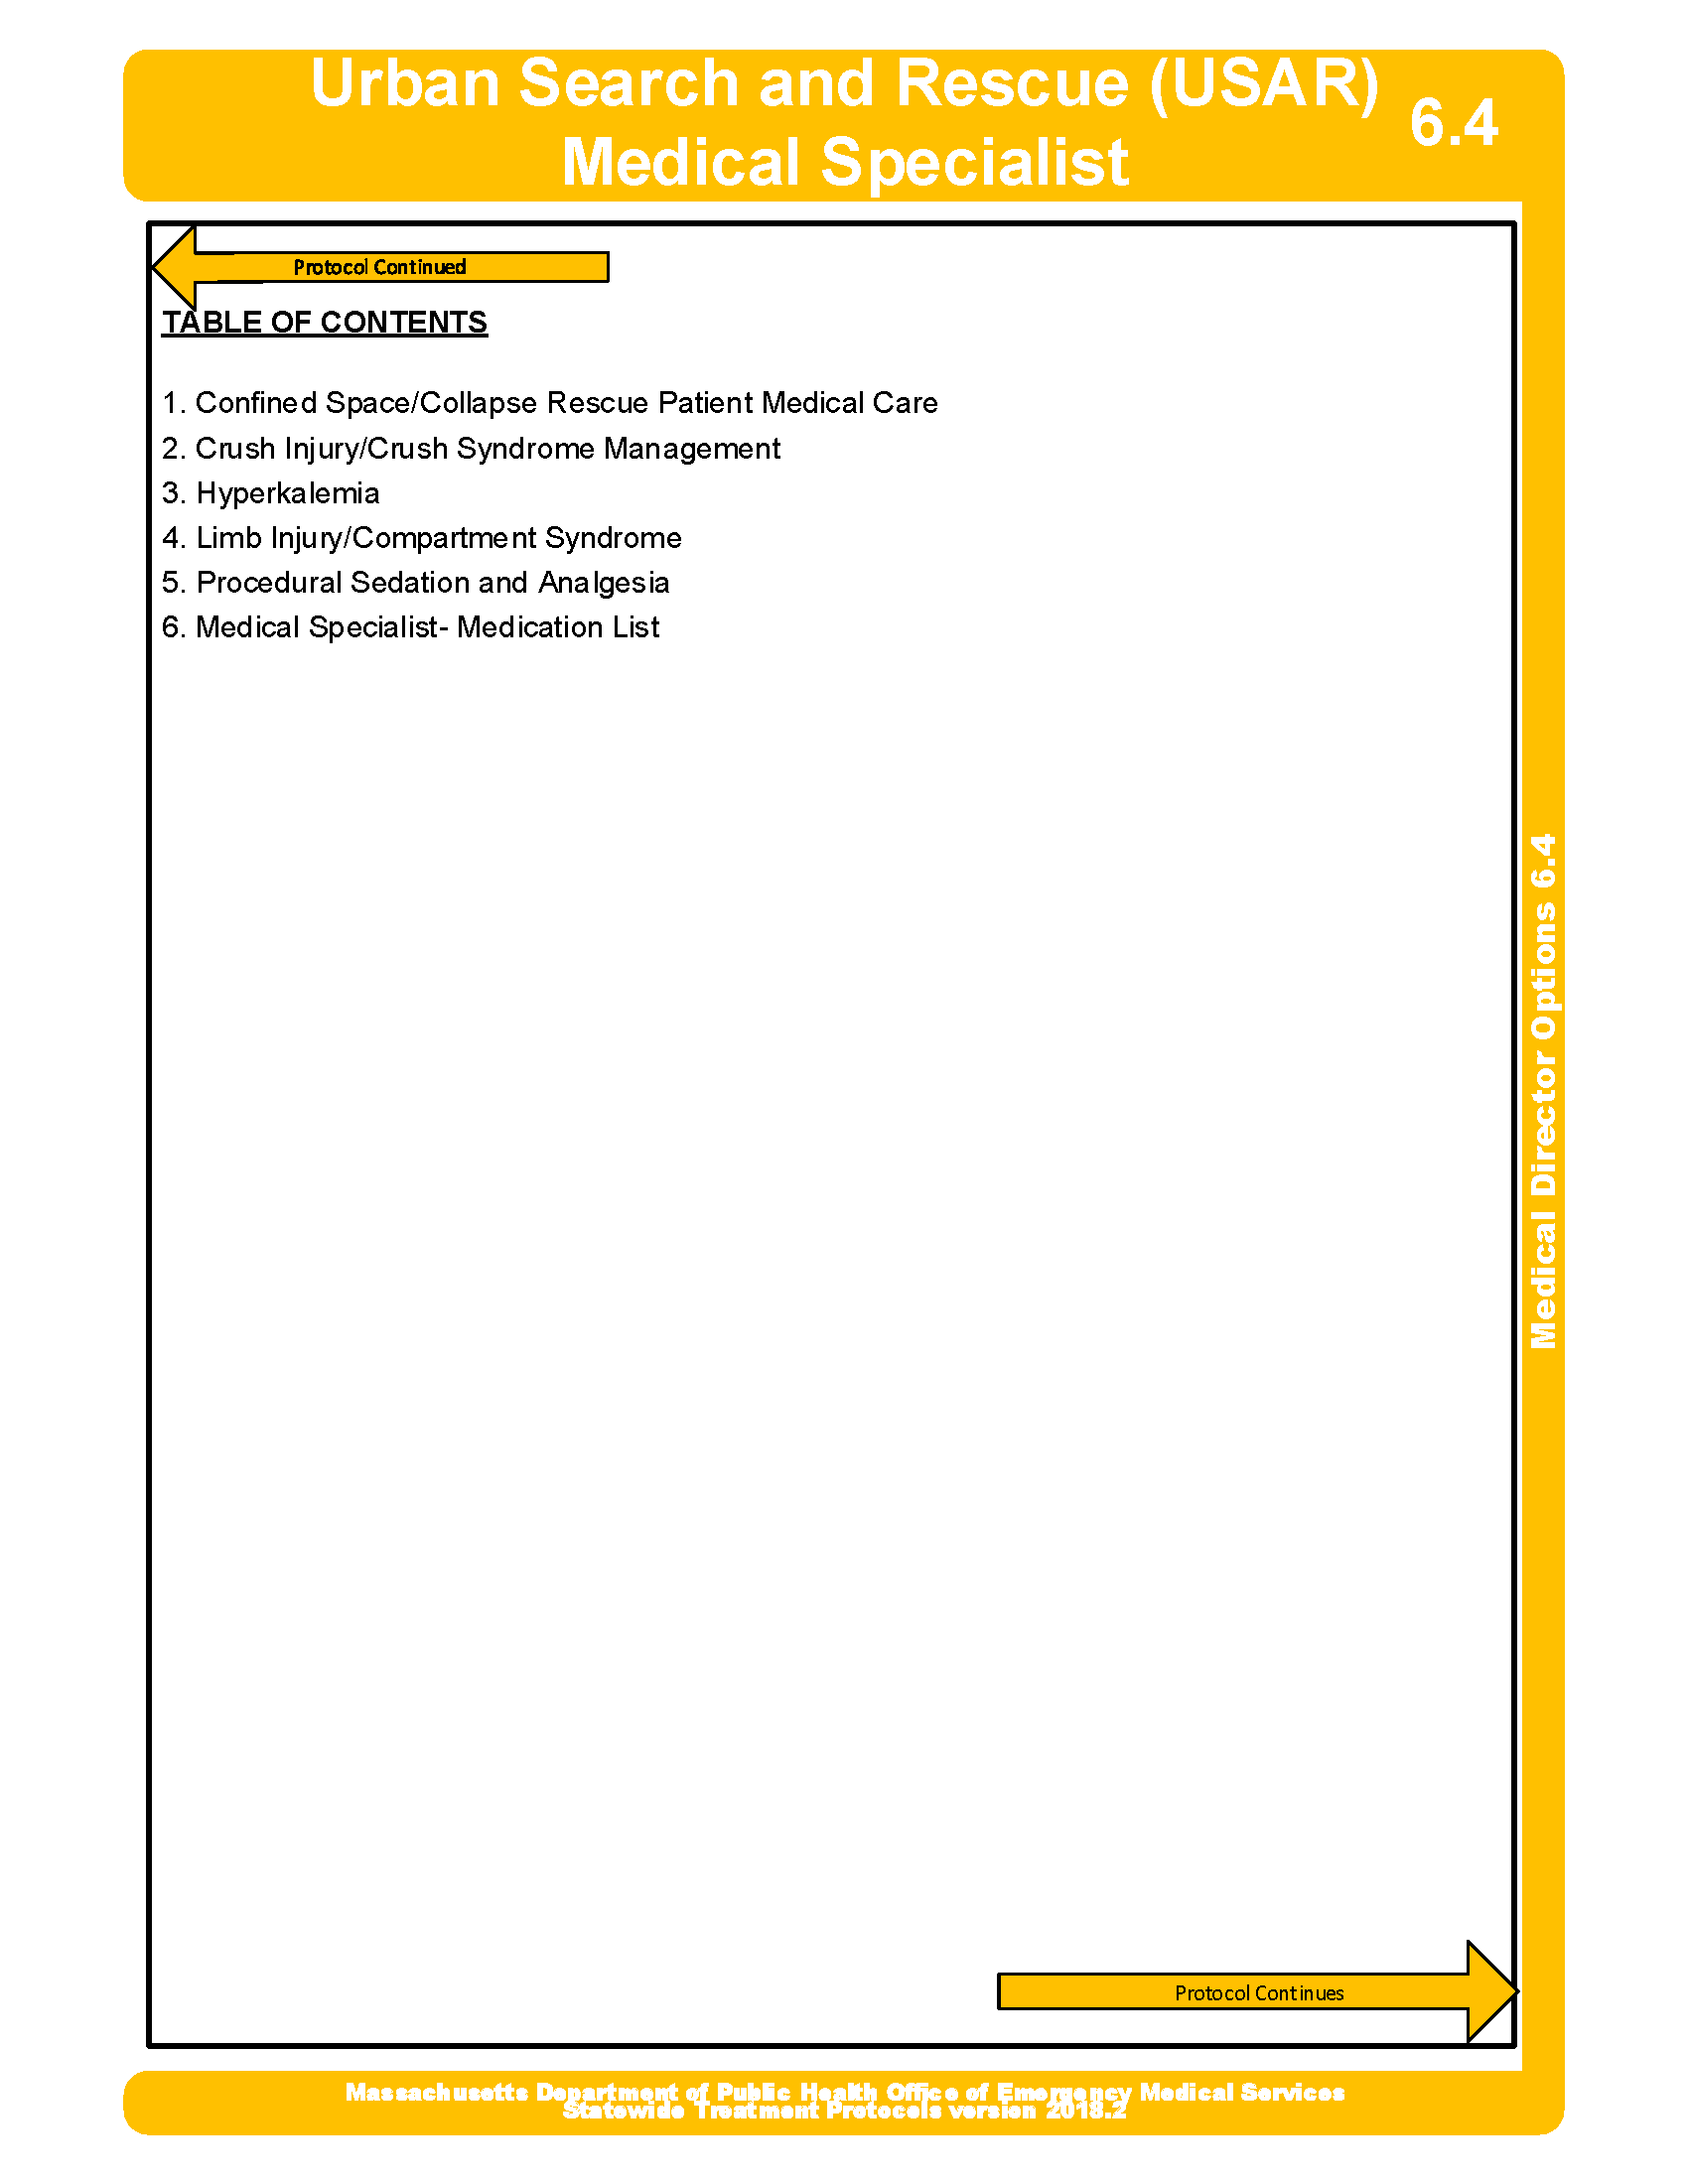 Urban Search and Rescue (USAR)
Medical Specialist
6.4
Protocol Continued
TABLE OF CONTENTS
1. Confined Space/Collapse Rescue Patient Medical Care
2. Crush Injury/Crush Syndrome Management
3. Hyperkalemia
4. Limb Injury/Compartment Syndrome
5. Procedural Sedation and Analgesia
6. Medical Specialist- Medication List
Medical Director Options 6.4
Protocol Continues
Massachusetts Department of Public Health Office of Emergency Medical Services
Statewide Treatment Protocols version 2018.2